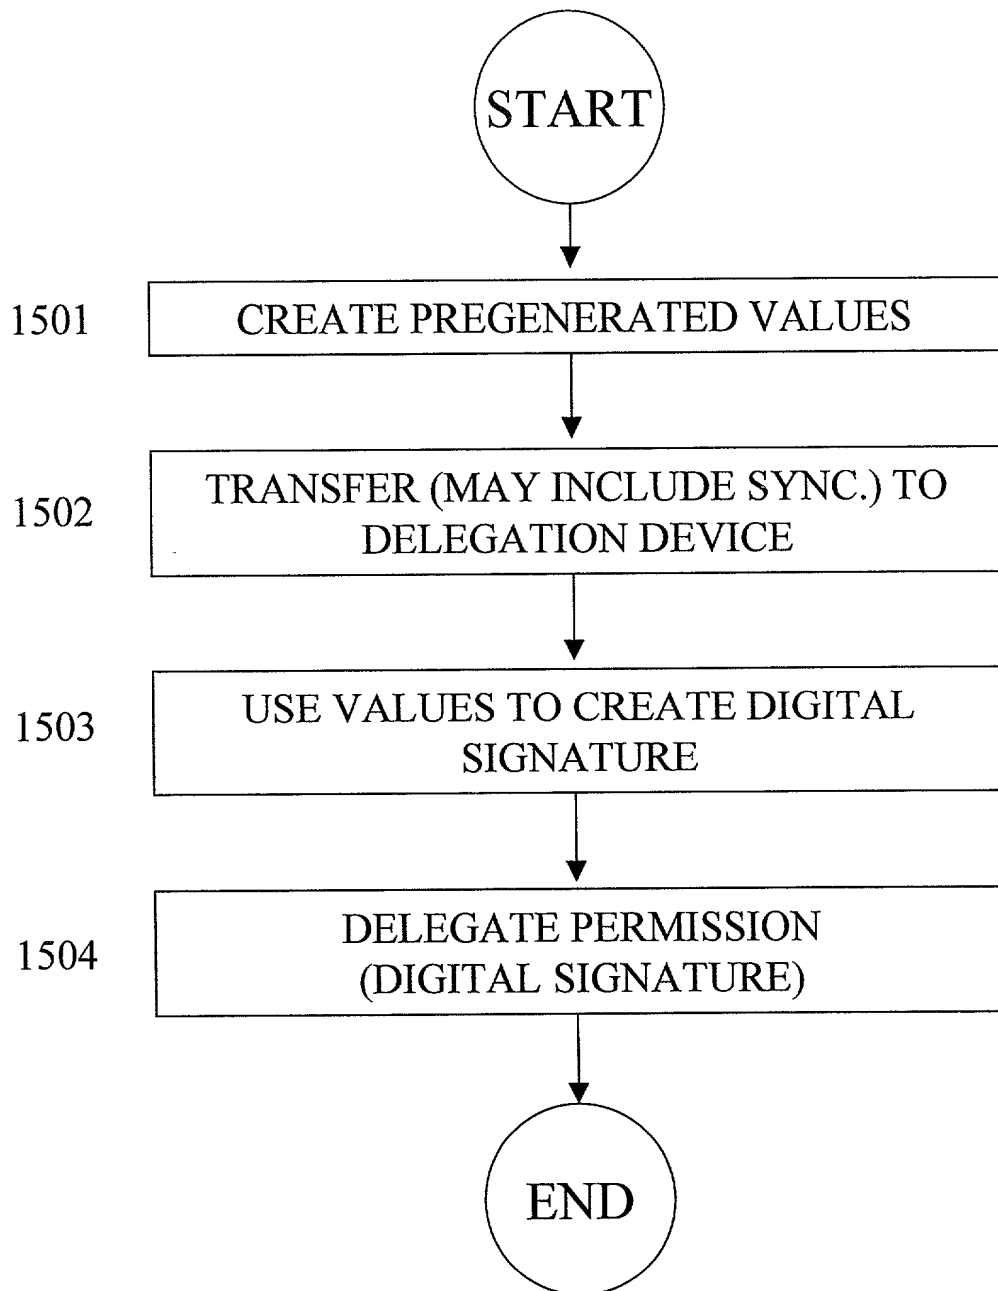 START
1501
CREATE PREGENERATED VALUES
1502
TRANSFER (MAY INCLUDE SYNC.) TO
DELEGATION DEVICE
1503
USE VALUES TO CREATE DIGITAL
SIGNATURE
1504
DELEGATE PERMISSION
(DIGITAL SIGNATURE)
END